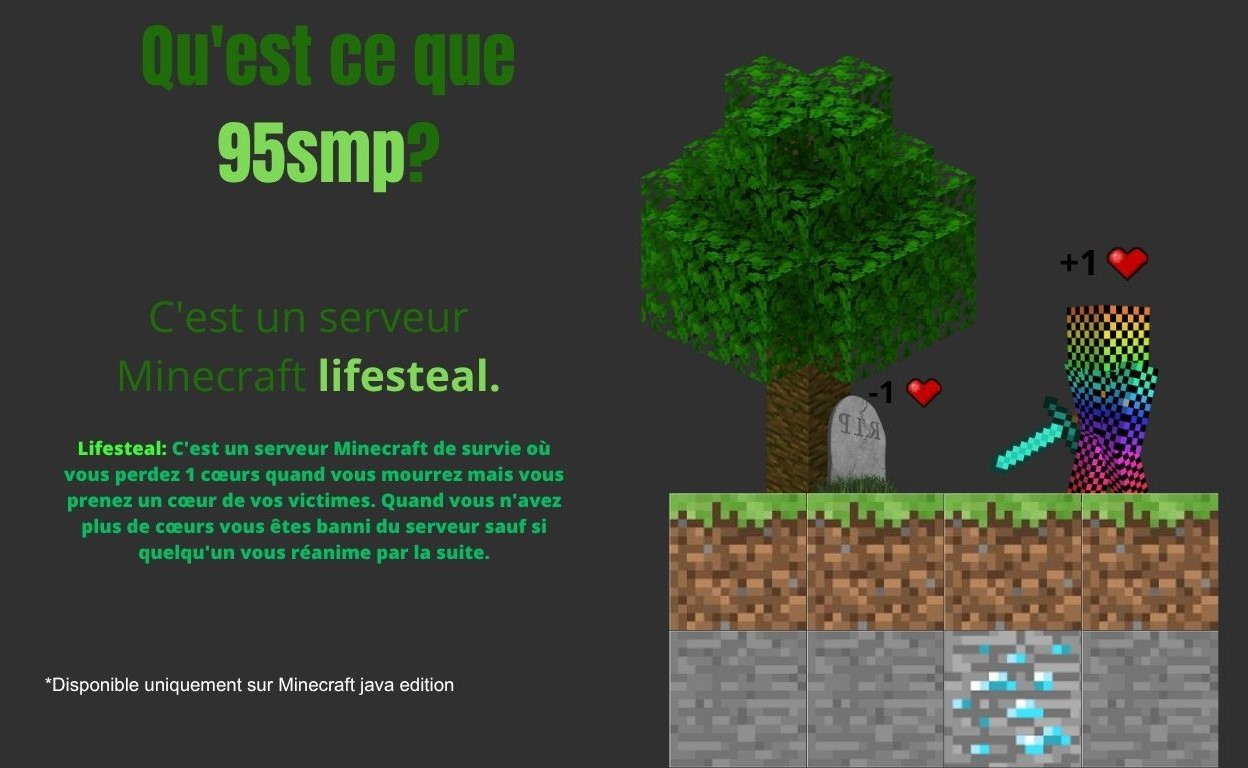 Qu'est ce que
95smp?
C'est un serveur
Minecraft lifesteal.
Lifesteal: C'est un serveur Minecraft de survie où
vous perdez 1 cœurs quand vous mourrez mais vous
prenez un cœur de vos victimes. Quand vous n'avez
plus de cœurs vous êtes banni du serveur sauf si
quelqu'un vous réanime par la suite.
*Disponible uniquement sur Minecraft java edition
+1
-1
RIP